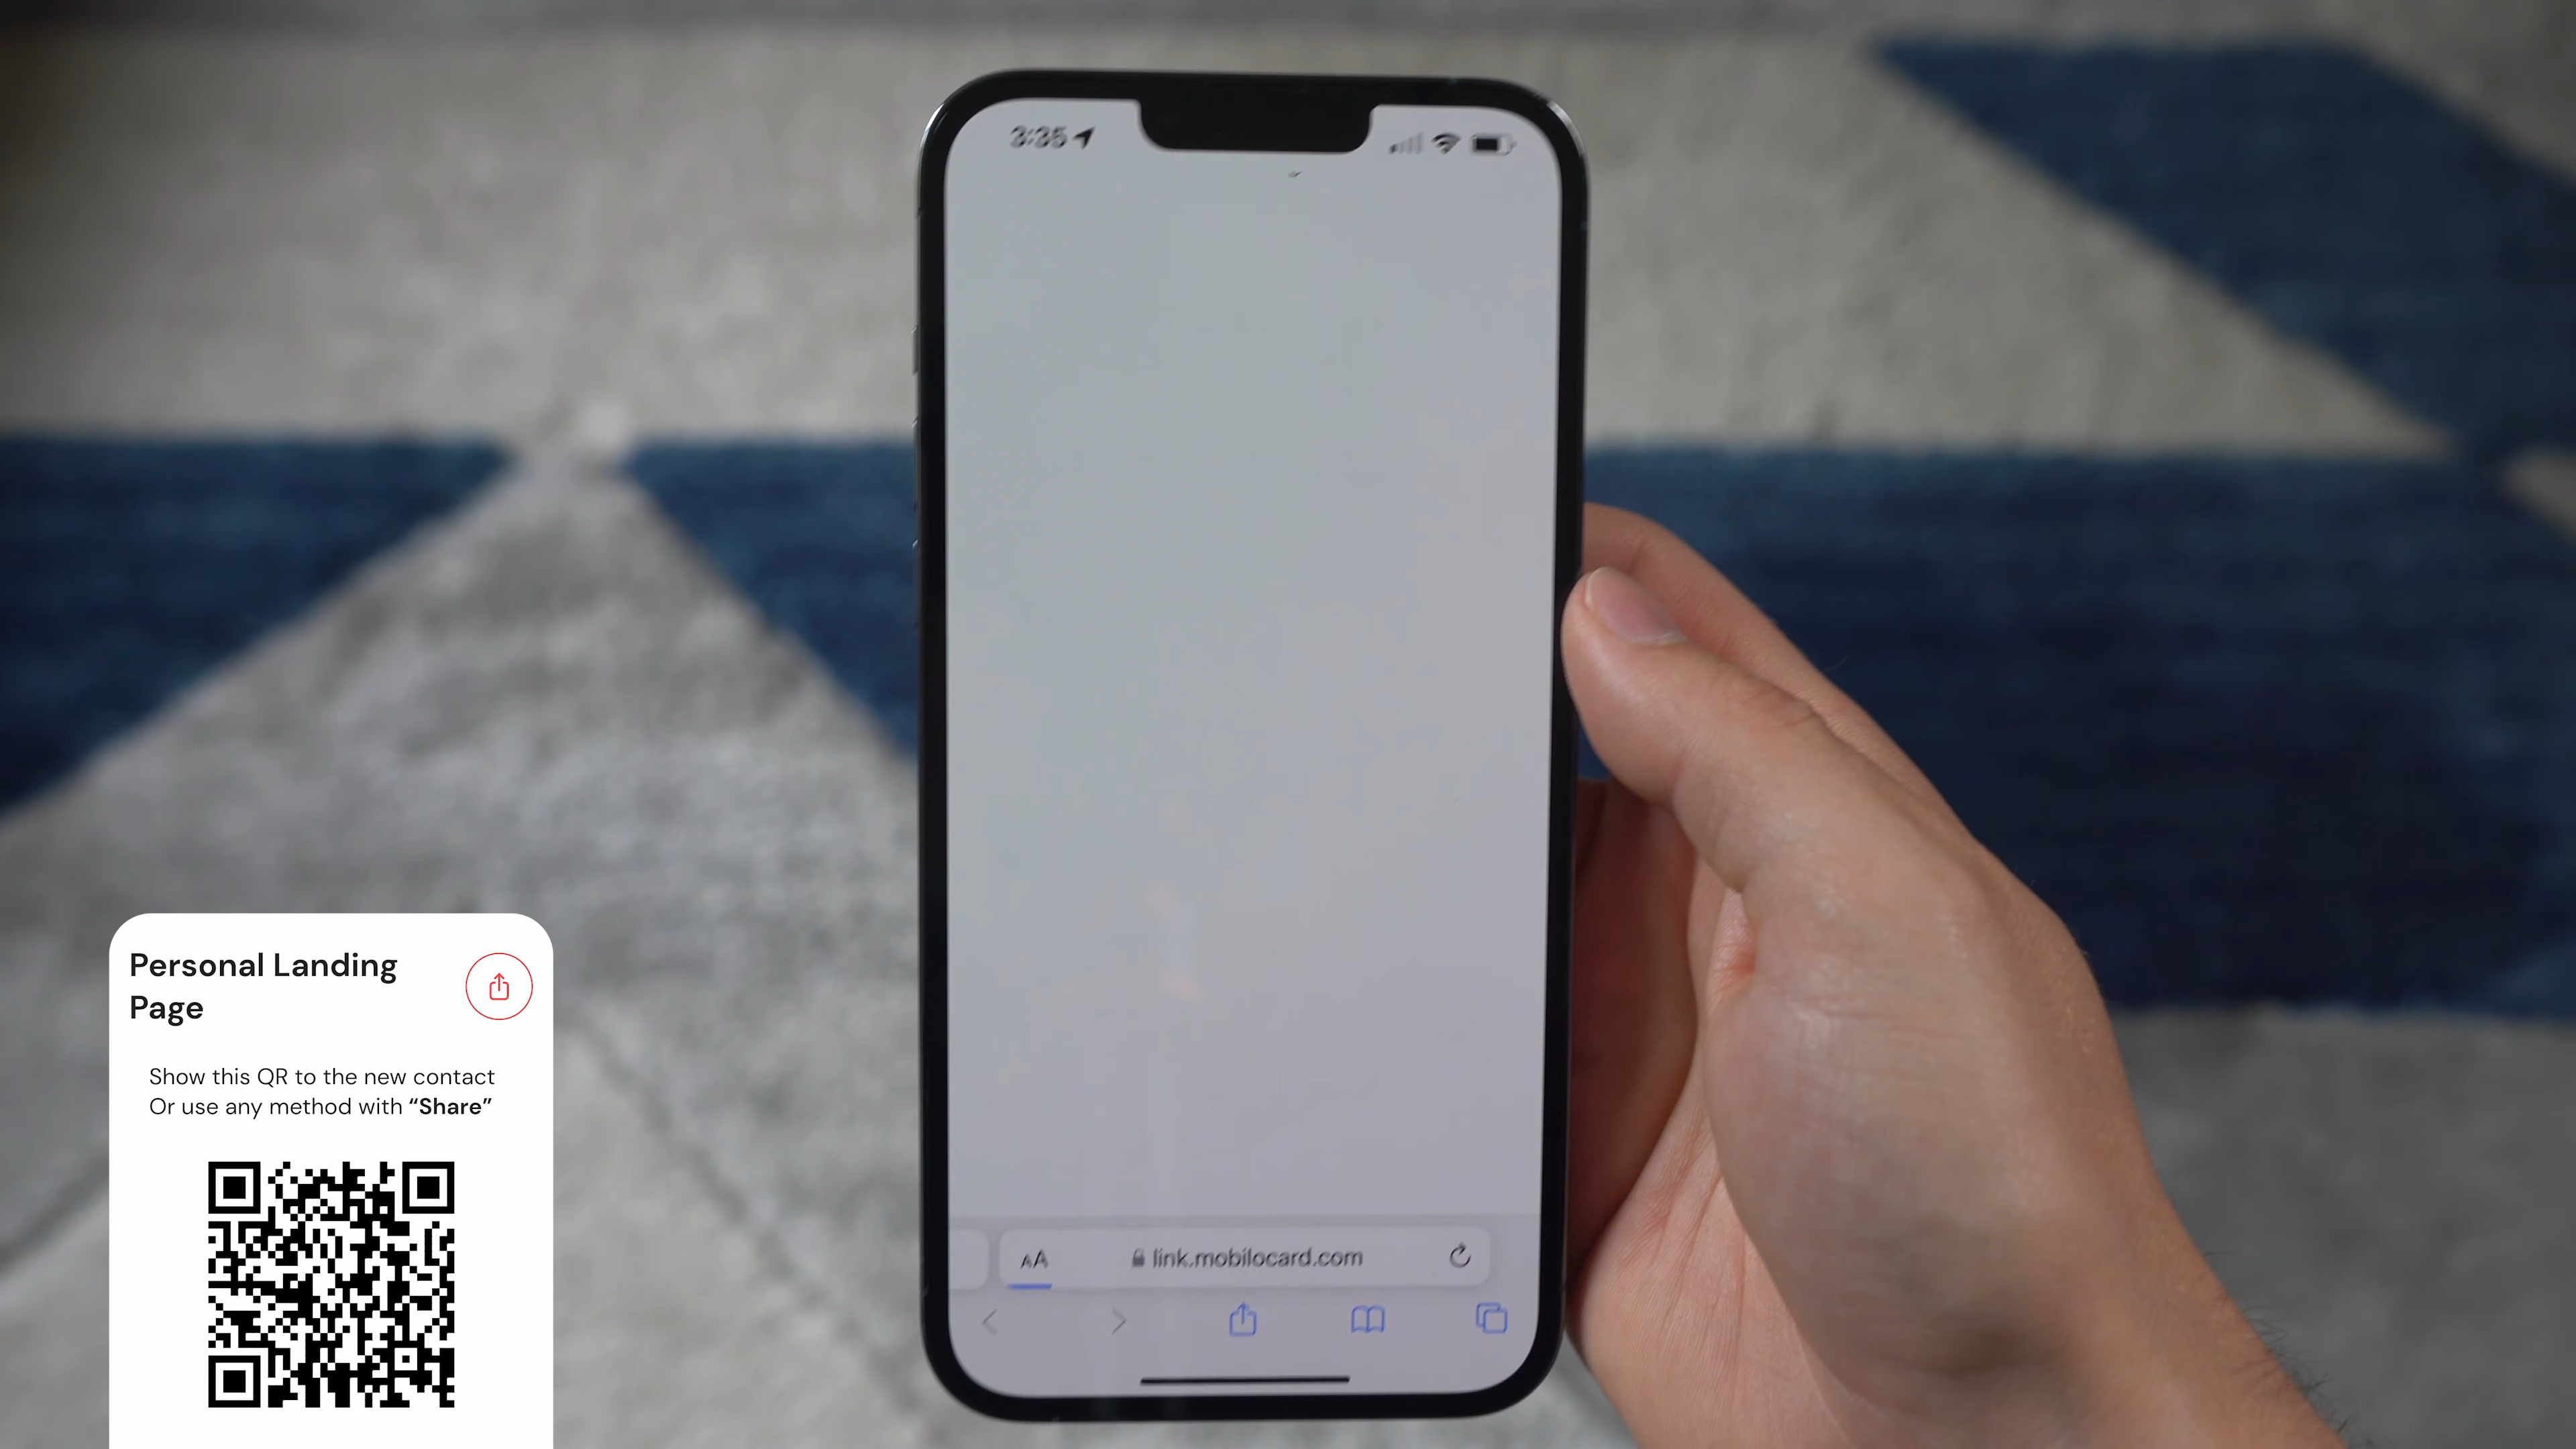 3:35
AA link.mobilocard.com
Personal Landing
Page
Show this QR to the new contact
Or use any method with “Share”